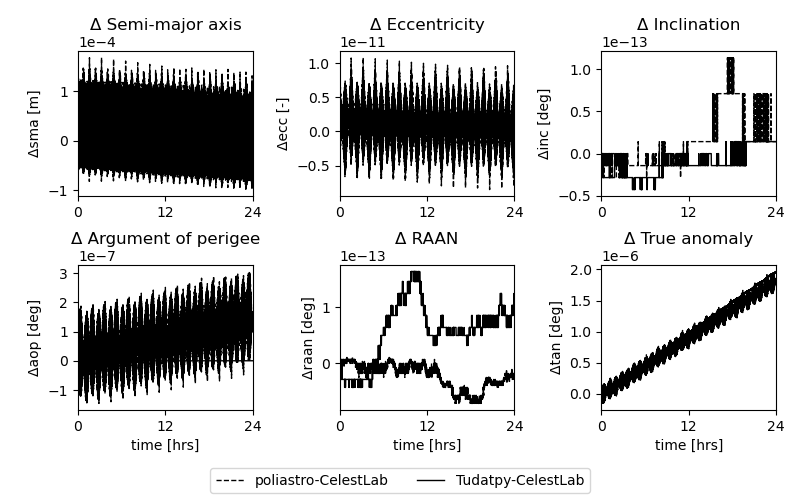 Δ Semi-major axis
Δ Eccentricity
Δ Inclination
1e−4
1e−11
1e−13
Δsma [m]
1
0
−1
0
12
24
Δecc [-]
1.0
0.5
0.0
−0.5
0
12
24
Δinc [deg]
1.0
0.5
0.0
−0.5
0
12
24
Δ Argument of perigee
Δ RAAN
Δ True anomaly
1e−7
1e−13
1e−6
Δaop [deg]
3
2
1
0
−1
0
12
24
time [hrs]
Δraan [deg]
1
0
0
12
24
time [hrs]
Δtan [deg]
2.0
1.5
1.0
0.5
0.0
0
12
24
time [hrs]
poliastro-CelestLab
Tudatpy-CelestLab